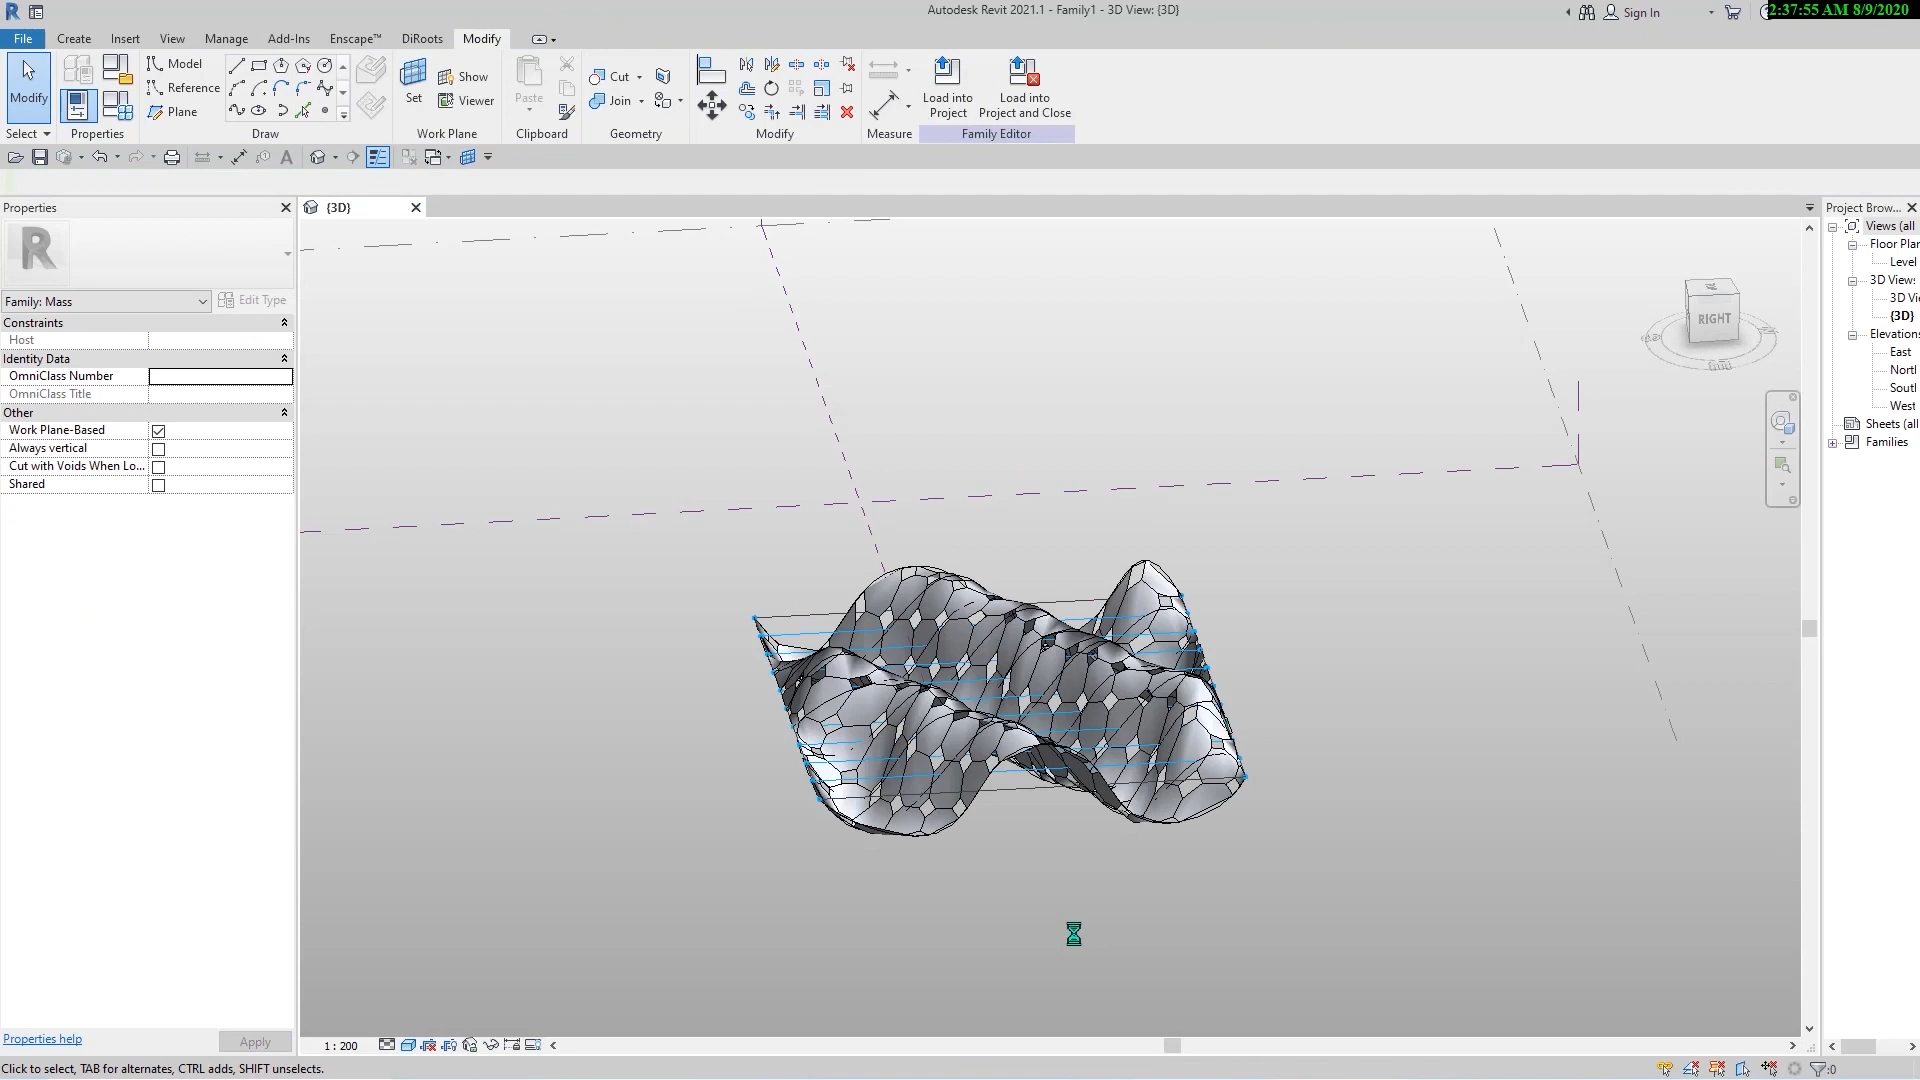 Autodesk Revit 2021.1 - Family1 - 3D View: {3D}
Sign In
2:37:55 AM 8/9/2020
File
Create
Insert
View
Manage
Add-Ins
Enscape™
DiRoots
Modify
Modify
Select
Properties
Model
Reference
Plane
Draw
Set
Show
Viewer
Work Plane
Paste
Clipboard
Cut
Join
Geometry
Modify
Measure
Load into
Project
Load into
Project and Close
Family Editor
Properties
{3D}
Project Brow...
R
Family: Mass
Edit Type
Constraints
Host
Identity Data
OmniClass Number
OmniClass Title
Other
Work Plane-Based
Always vertical
Cut with Voids When Lo...
Shared
RIGHT
Views (all
Floor Plan
Level
3D Views
3D Vi
{3D}
Elevations
East
North
South
West
Sheets (all
Families
Properties help
Apply
1 : 200
Click to select, TAB for alternates, CTRL adds, SHIFT unselects.
:0